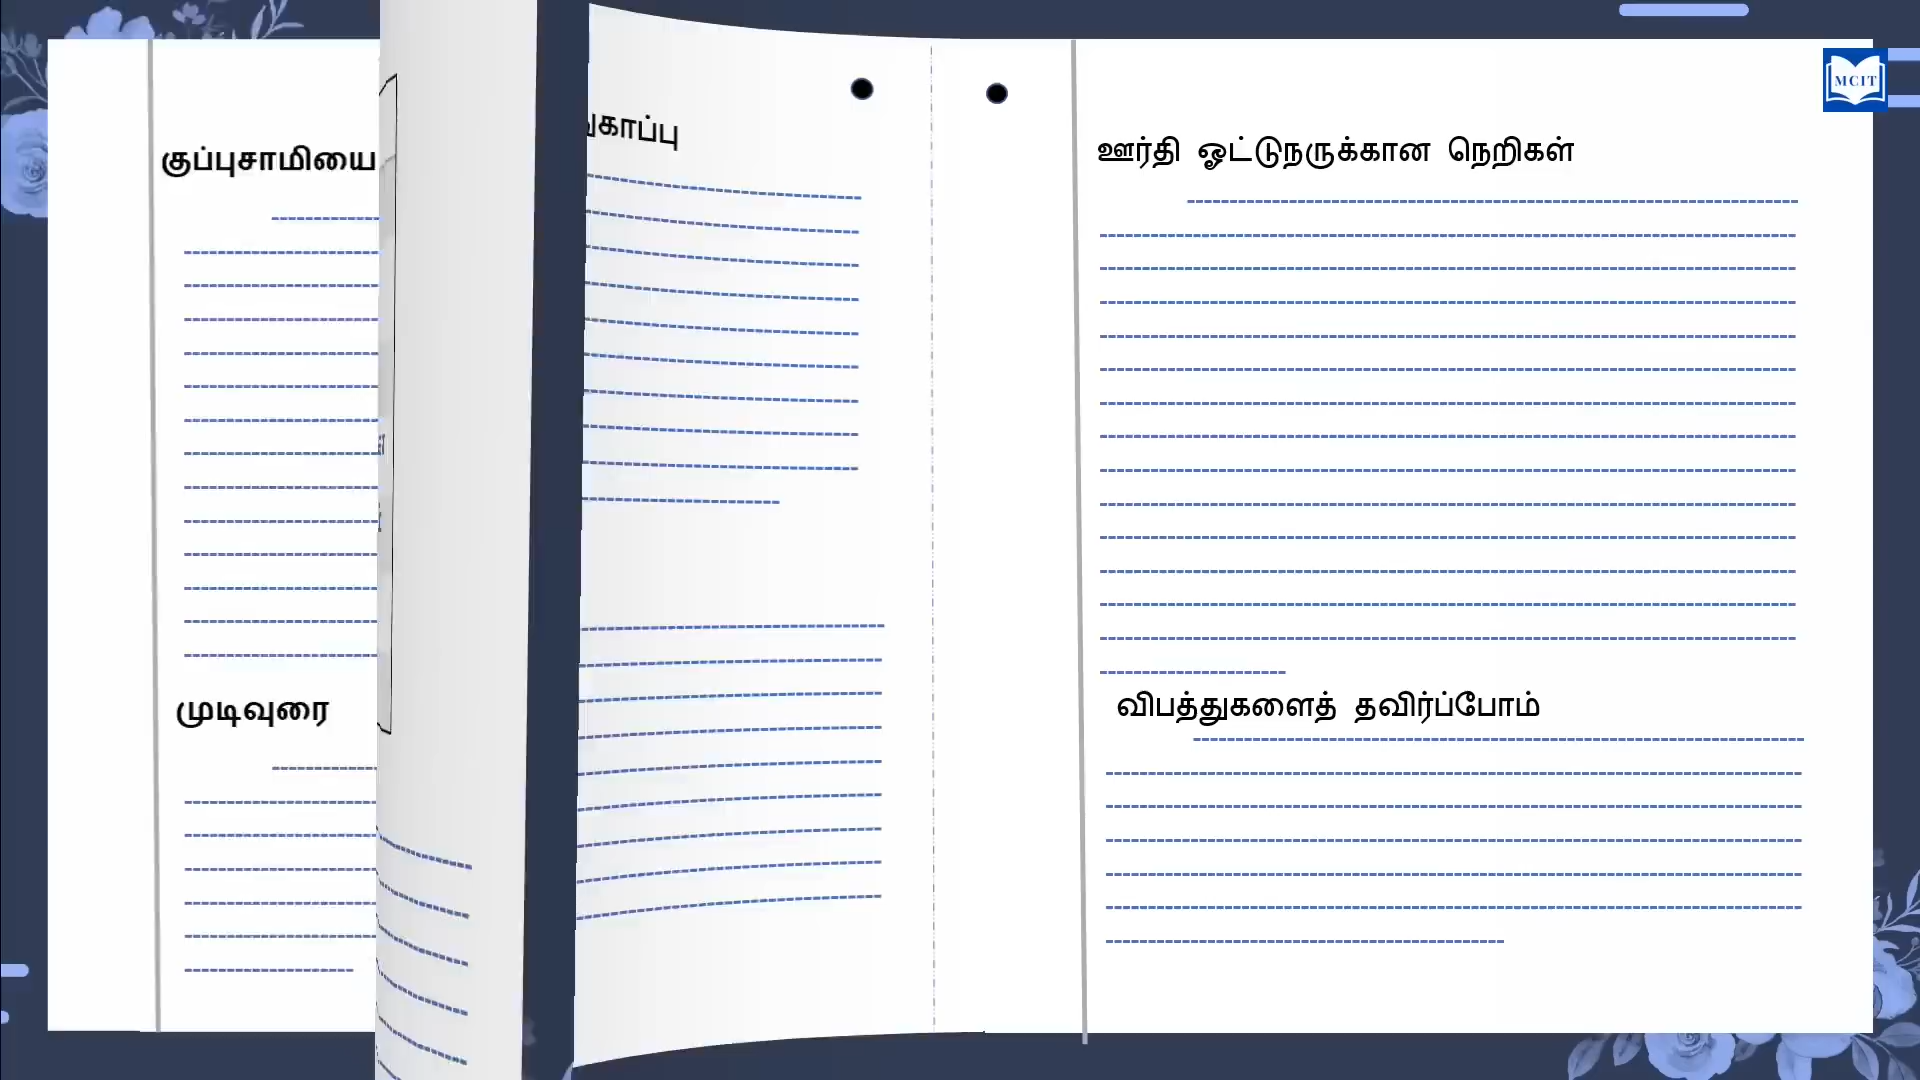 குப்புசாமியை
முடிவுரை
ஊர்தி ஓட்டுநருக்கான நெறிகள்
விபத்துகளைத் தவிர்ப்போம்
MCIT